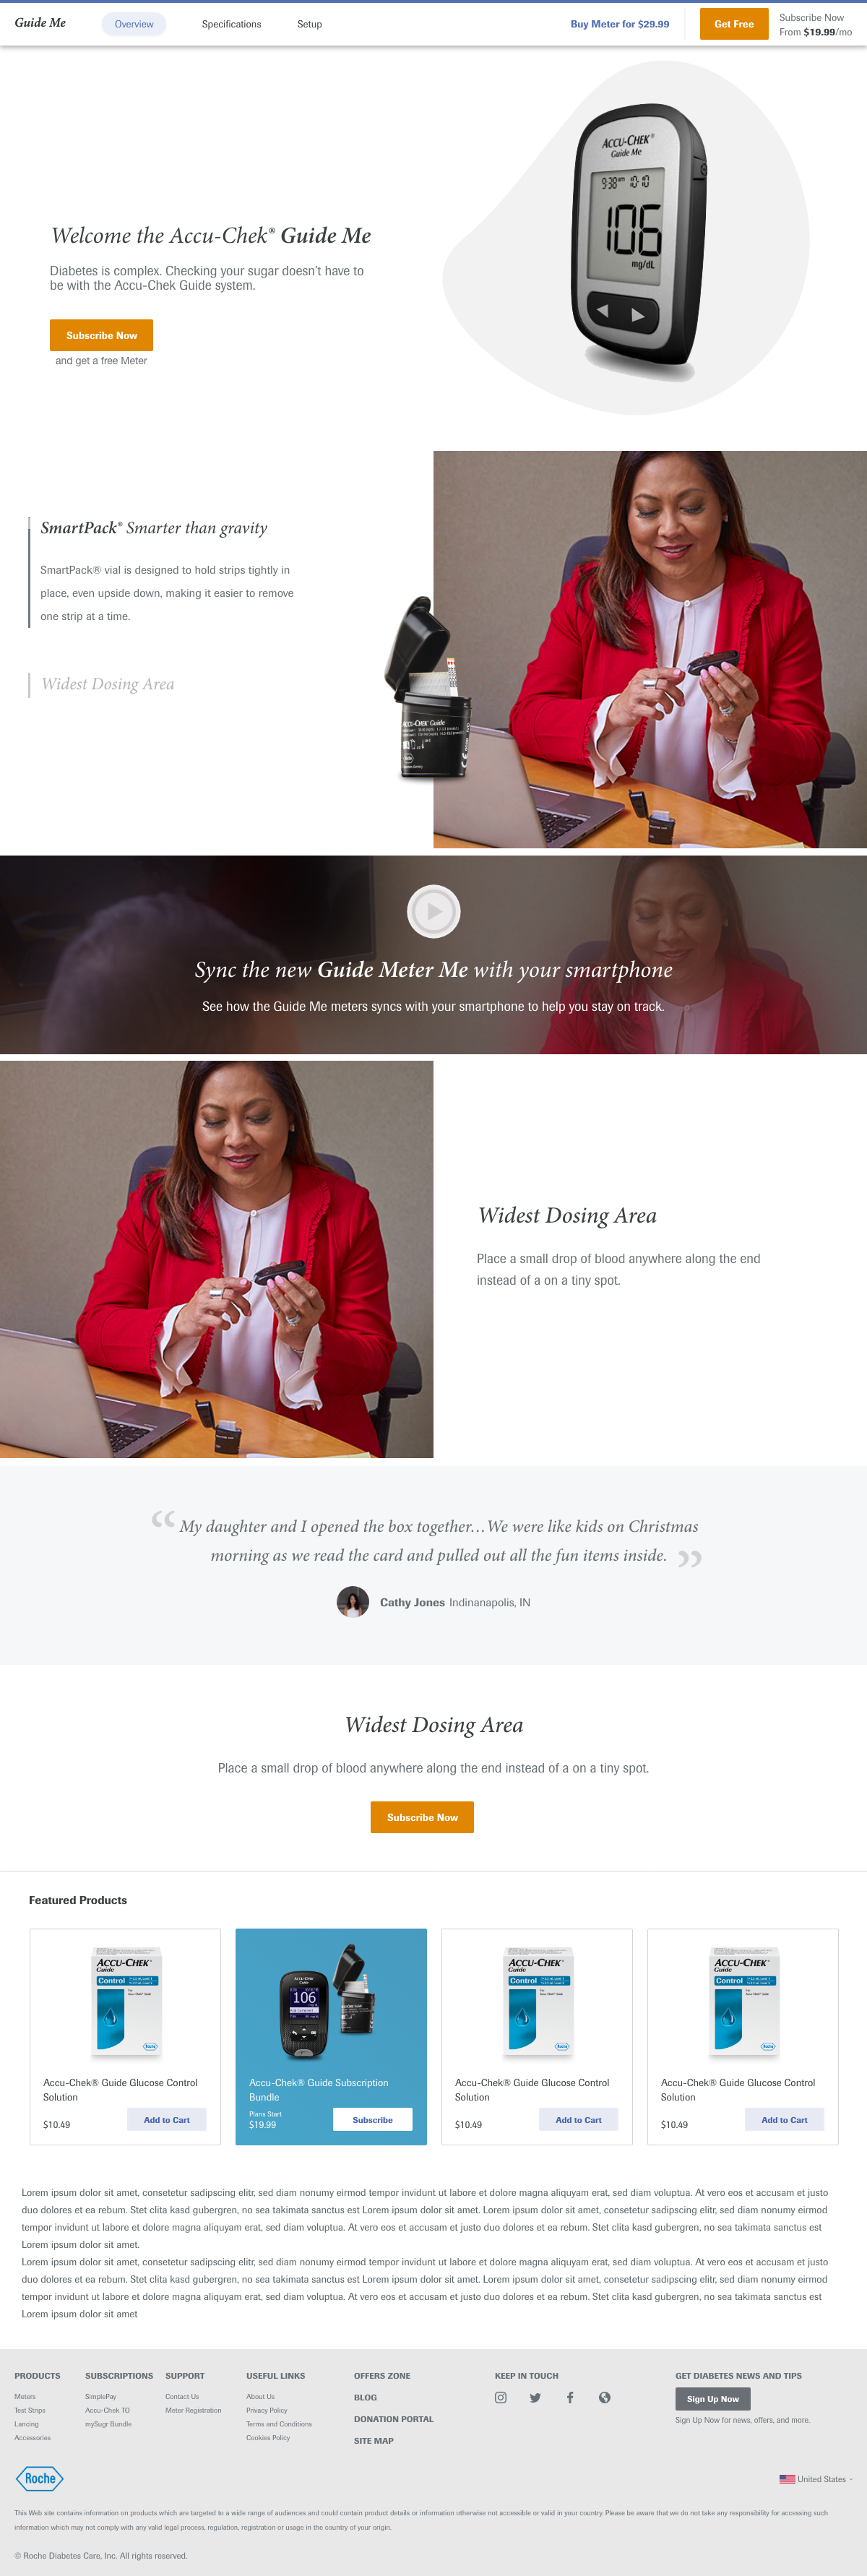 Guide Me
Overview
Specifications
Setup
Buy Meter for $29.99
Get Free
Subscribe Now
From $19.99/mo
ACCU-CHEK®
Guide Me
9:38am 10-10
106
mg/dL
Welcome the Accu-Chek® Guide Me
Diabetes is complex. Checking your sugar doesn't have to
be with the Accu-Chek Guide system.
Subscribe Now
and get a free Meter
SmartPack® Smarter than gravity
SmartPack® vial is designed to hold strips tightly in
place, even upside down, making it easier to remove
one strip at a time.
Widest Dosing Area
ACCU-CHEK Guide
Sync the new Guide Meter Me with your smartphone
See how the Guide Me meters syncs with your smartphone to help you stay on track.
Widest Dosing Area
Place a small drop of blood anywhere along the end
instead of a on a tiny spot.
“ My daughter and I opened the box together…We were like kids on Christmas
morning as we read the card and pulled out all the fun items inside. ”
Cathy Jones Indinanapolis, IN
Widest Dosing Area
Place a small drop of blood anywhere along the end instead of a on a tiny spot.
Subscribe Now
Featured Products
ACCU-CHEK®
Guide
Control
Roche
Accu-Chek® Guide Glucose Control
Solution
$10.49
Add to Cart
ACCU-CHEK
Guide
106
Accu-Chek® Guide Subscription
Bundle
Plans Start
$19.99
Subscribe
ACCU-CHEK®
Guide
Control
Roche
Accu-Chek® Guide Glucose Control
Solution
$10.49
Add to Cart
ACCU-CHEK®
Guide
Control
Roche
Accu-Chek® Guide Glucose Control
Solution
$10.49
Add to Cart
Lorem ipsum dolor sit amet, consetetur sadipscing elitr, sed diam nonumy eirmod tempor invidunt ut labore et dolore magna aliquyam erat, sed diam voluptua. At vero eos et accusam et justo
duo dolores et ea rebum. Stet clita kasd gubergren, no sea takimata sanctus est Lorem ipsum dolor sit amet. Lorem ipsum dolor sit amet, consetetur sadipscing elitr, sed diam nonumy eirmod
tempor invidunt ut labore et dolore magna aliquyam erat, sed diam voluptua. At vero eos et accusam et justo duo dolores et ea rebum. Stet clita kasd gubergren, no sea takimata sanctus est
Lorem ipsum dolor sit amet.
Lorem ipsum dolor sit amet, consetetur sadipscing elitr, sed diam nonumy eirmod tempor invidunt ut labore et dolore magna aliquyam erat, sed diam voluptua. At vero eos et accusam et justo
duo dolores et ea rebum. Stet clita kasd gubergren, no sea takimata sanctus est Lorem ipsum dolor sit amet. Lorem ipsum dolor sit amet, consetetur sadipscing elitr, sed diam nonumy eirmod
tempor invidunt ut labore et dolore magna aliquyam erat, sed diam voluptua. At vero eos et accusam et justo duo dolores et ea rebum. Stet clita kasd gubergren, no sea takimata sanctus est
Lorem ipsum dolor sit amet
PRODUCTS
Meters
Test Strips
Lancing
Accessories
SUBSCRIPTIONS
SimplePay
Accu-Chek TO
mySugr Bundle
SUPPORT
Contact Us
Meter Registration
USEFUL LINKS
About Us
Privacy Policy
Terms and Conditions
Cookies Policy
OFFERS ZONE
BLOG
DONATION PORTAL
SITE MAP
KEEP IN TOUCH
GET DIABETES NEWS AND TIPS
Sign Up Now
Sign Up Now for news, offers, and more.
Roche
United States
This Web site contains information on products which are targeted to a wide range of audiences and could contain product details or information otherwise not accessible or valid in your country. Please be aware that we do not take any responsibility for accessing such
information which may not comply with any valid legal process, regulation, registration or usage in the country of your origin.
© Roche Diabetes Care, Inc. All rights reserved.